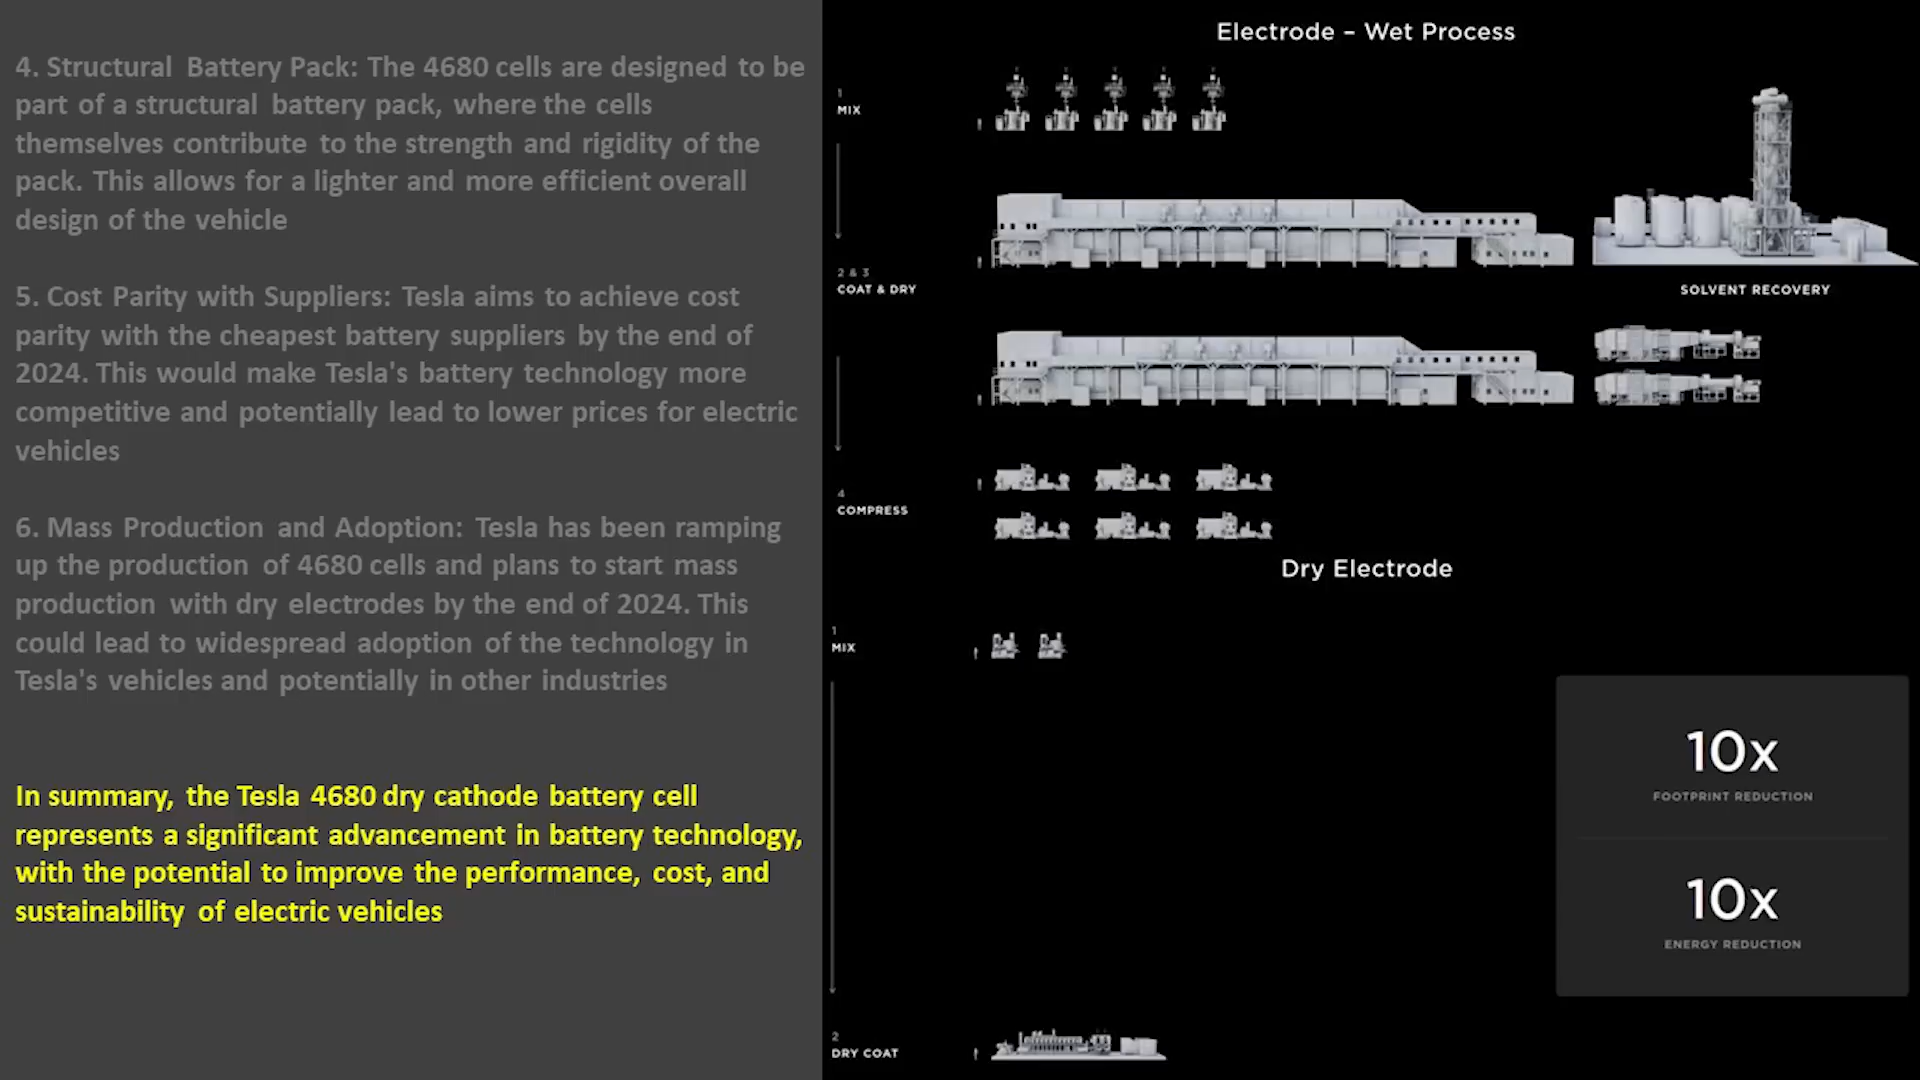 4. Structural Battery Pack: The 4680 cells are designed to be
part of a structural battery pack, where the cells
themselves contribute to the strength and rigidity of the
pack. This allows for a lighter and more efficient overall
design of the vehicle
5. Cost Parity with Suppliers: Tesla aims to achieve cost
parity with the cheapest battery suppliers by the end of
2024. This would make Tesla's battery technology more
competitive and potentially lead to lower prices for electric
vehicles
6. Mass Production and Adoption: Tesla has been ramping
up the production of 4680 cells and plans to start mass
production with dry electrodes by the end of 2024. This
could lead to widespread adoption of the technology in
Tesla's vehicles and potentially in other industries
In summary, the Tesla 4680 dry cathode battery cell
represents a significant advancement in battery technology,
with the potential to improve the performance, cost, and
sustainability of electric vehicles
Electrode – Wet Process
1
MIX
2 & 3
COAT & DRY
SOLVENT RECOVERY
4
COMPRESS
Dry Electrode
1
MIX
10x
FOOTPRINT REDUCTION
10x
ENERGY REDUCTION
2
DRY COAT